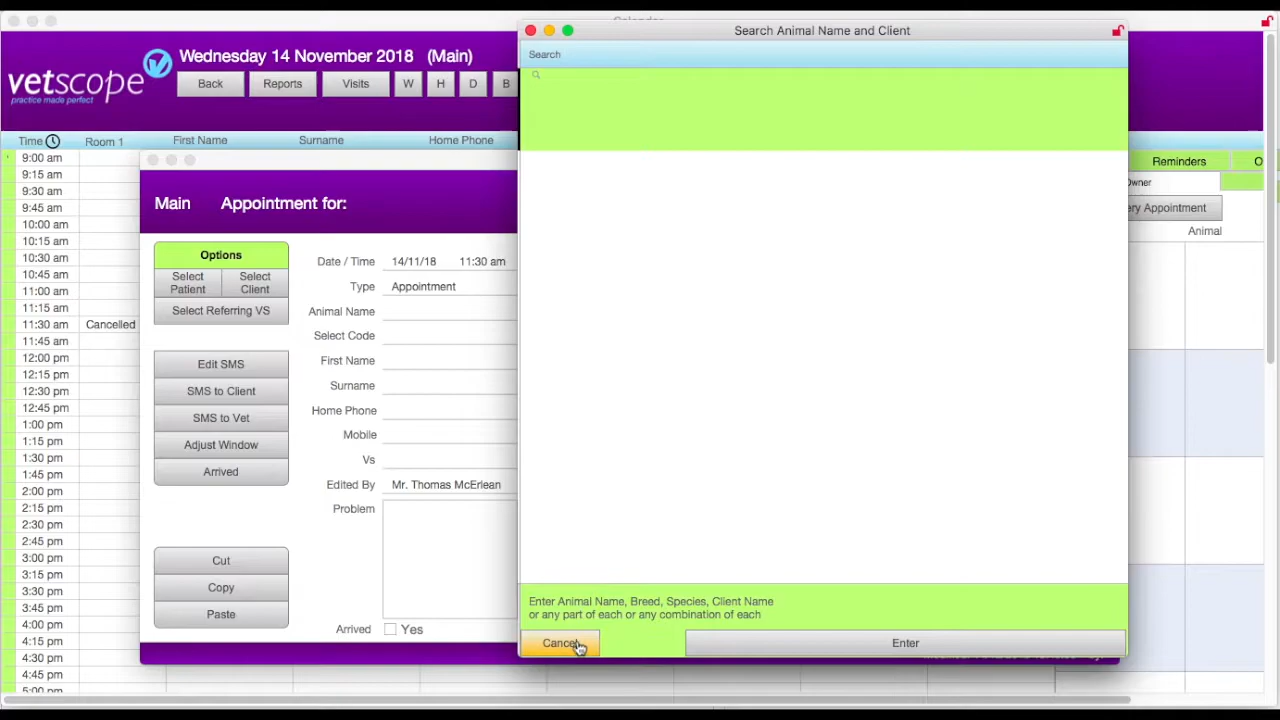 Calendar
Search Animal Name and Client
Wednesday 14 November 2018 (Main)
vetscope
practice made perfect
Back Reports Visits W H D B
Search
Time Room 1 First Name Surname Home Phone
9:00 am
9:15 am
9:30 am
9:45 am
10:00 am
10:15 am
10:30 am
10:45 am
11:00 am
11:15 am
11:30 am Cancelled
11:45 am
12:00 pm
12:15 pm
12:30 pm
12:45 pm
1:00 pm
1:15 pm
1:30 pm
1:45 pm
2:00 pm
2:15 pm
2:30 pm
2:45 pm
3:00 pm
3:15 pm
3:30 pm
3:45 pm
4:00 pm
4:15 pm
4:30 pm
4:45 pm
5:00 pm
Main Appointment for:
Options
Select Patient
Select Client
Select Referring VS
Edit SMS
SMS to Client
SMS to Vet
Adjust Window
Arrived
Cut
Copy
Paste
Date / Time 14/11/18 11:30 am
Type Appointment
Animal Name
Select Code
First Name
Surname
Home Phone
Mobile
Vs
Edited By Mr. Thomas McErlean
Problem
Arrived Yes
Enter Animal Name, Breed, Species, Client Name
or any part of each or any combination of each
Cancel Enter
Reminders O
Owner
ery Appointment
Animal